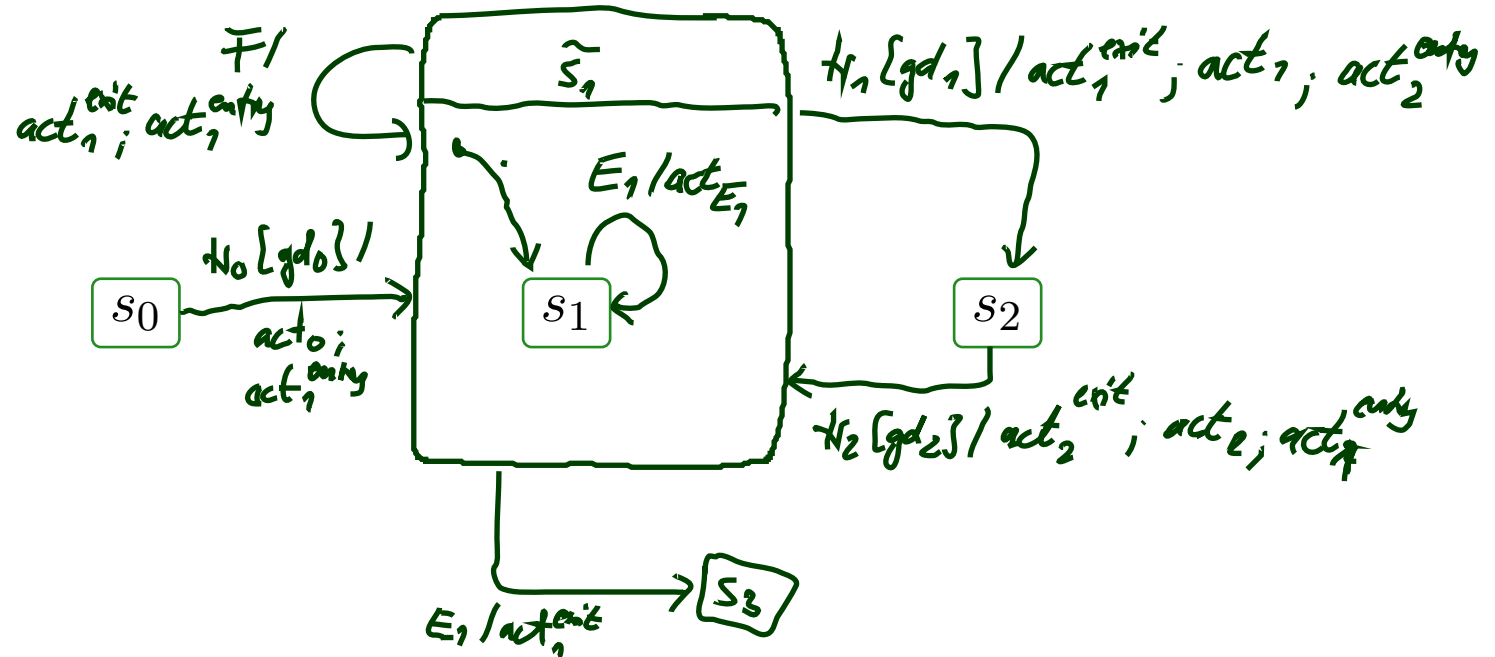 F/
act₁^exit ; act₁^entry
s̃₁
tr₁[gd₁]/act₁^exit ; act₁ ; act₂^entry
E₁/act_E₁
tr₀[gd₀]/
act₀ ;
act₁^entry
s₀
s₁
s₂
tr₂[gd₂]/act₂^exit ; act₂ ; act₁^entry
s₃
E₁/act₁^exit